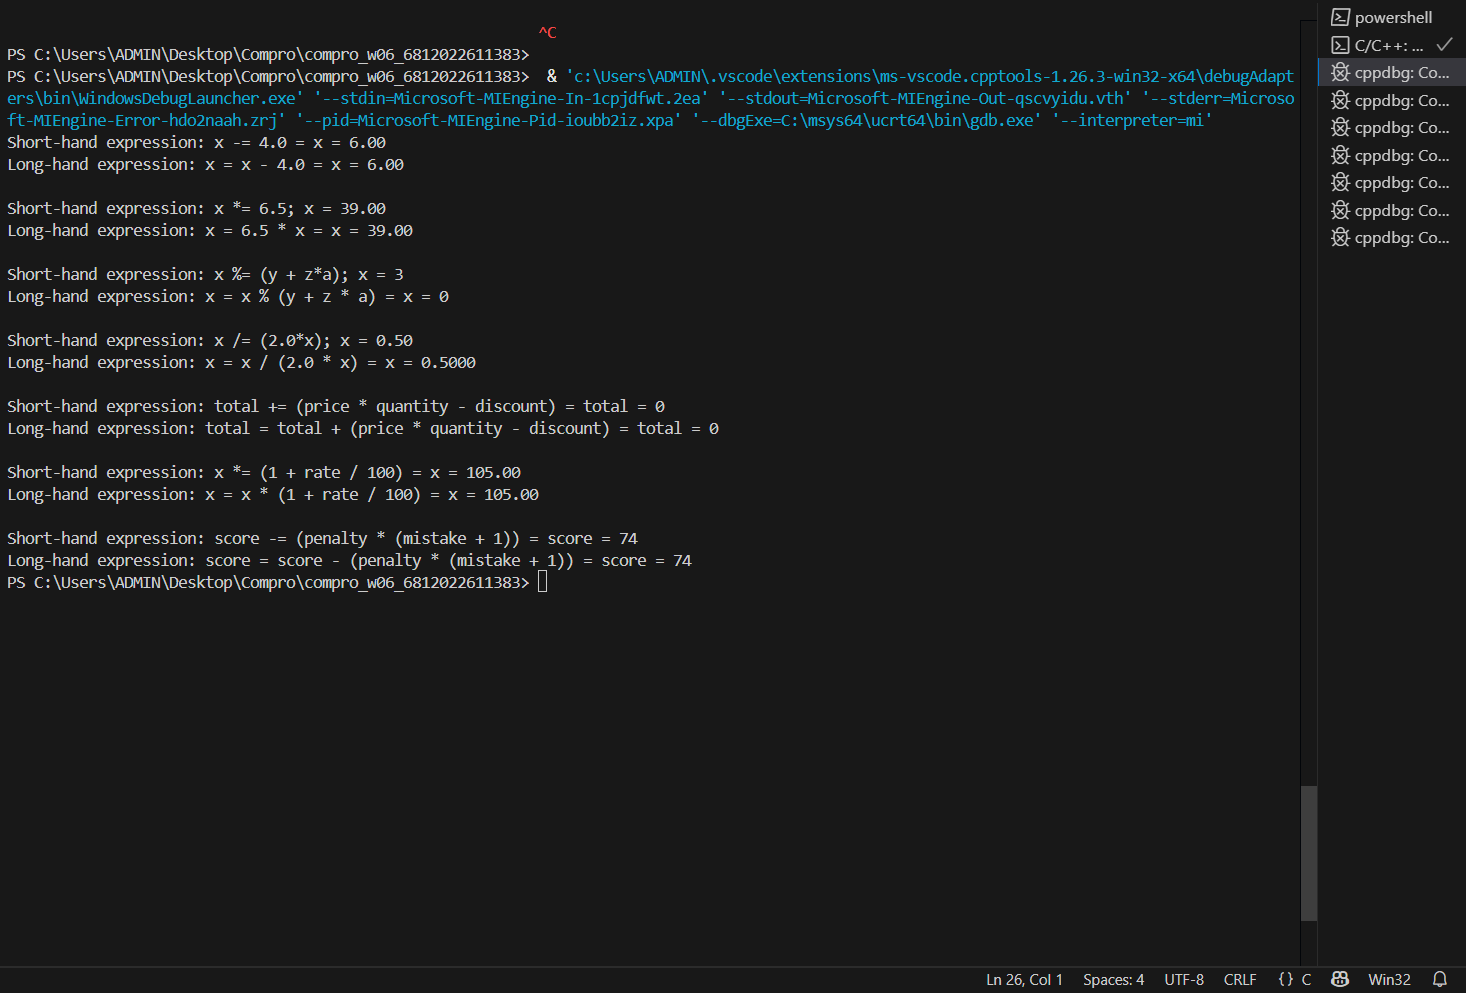 ^C
PS C:\Users\ADMIN\Desktop\Compro\compro_w06_6812022611383>
PS C:\Users\ADMIN\Desktop\Compro\compro_w06_6812022611383>  & 'c:\Users\ADMIN\.vscode\extensions\ms-vscode.cpptools-1.26.3-win32-x64\debugAdapt
ers\bin\WindowsDebugLauncher.exe' '--stdin=Microsoft-MIEngine-In-1cpjdfwt.2ea' '--stdout=Microsoft-MIEngine-Out-qscvyidu.vth' '--stderr=Microso
ft-MIEngine-Error-hdo2naah.zrj' '--pid=Microsoft-MIEngine-Pid-ioubb2iz.xpa' '--dbgExe=C:\msys64\ucrt64\bin\gdb.exe' '--interpreter=mi'
Short-hand expression: x -= 4.0 = x = 6.00
Long-hand expression: x = x - 4.0 = x = 6.00
Short-hand expression: x *= 6.5; x = 39.00
Long-hand expression: x = 6.5 * x = x = 39.00
Short-hand expression: x %= (y + z*a); x = 3
Long-hand expression: x = x % (y + z * a) = x = 0
Short-hand expression: x /= (2.0*x); x = 0.50
Long-hand expression: x = x / (2.0 * x) = x = 0.5000
Short-hand expression: total += (price * quantity - discount) = total = 0
Long-hand expression: total = total + (price * quantity - discount) = total = 0
Short-hand expression: x *= (1 + rate / 100) = x = 105.00
Long-hand expression: x = x * (1 + rate / 100) = x = 105.00
Short-hand expression: score -= (penalty * (mistake + 1)) = score = 74
Long-hand expression: score = score - (penalty * (mistake + 1)) = score = 74
PS C:\Users\ADMIN\Desktop\Compro\compro_w06_6812022611383>
powershell
C/C++: ...
cppdbg: Co...
cppdbg: Co...
cppdbg: Co...
cppdbg: Co...
cppdbg: Co...
cppdbg: Co...
cppdbg: Co...
Ln 26, Col 1 Spaces: 4 UTF-8 CRLF {} C Win32